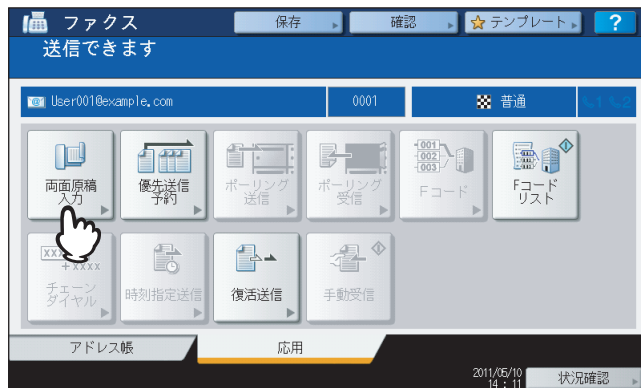 ファクス
保存
確認
テンプレート
?
送信できます
User001@example.com
0001
普通
1
2
両面原稿
入力
優先送信
予約
ポーリング
送信
ポーリング
受信
001
002
003
Fコード
Fコード
リスト
XXX
+xxxx
チェーン
ダイヤル
時刻指定送信
復活送信
手動受信
アドレス帳
応用
2011/05/10
14 : 11
状況確認